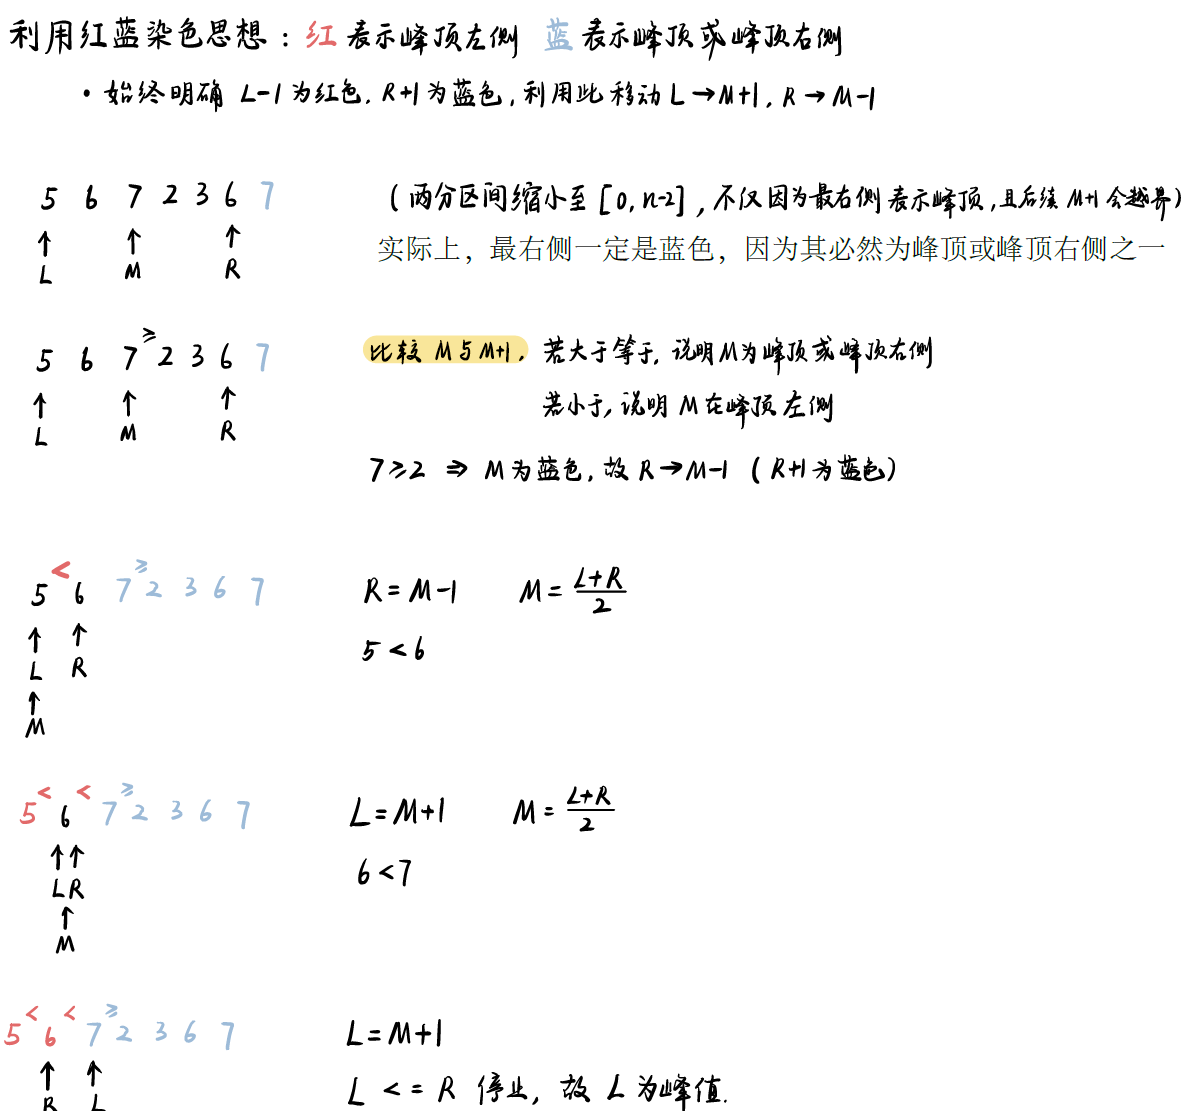 利用红蓝染色思想：红 表示峰顶左侧 蓝 表示峰顶或峰顶右侧
· 始终明确 L-1 为红色, R+1 为蓝色, 利用此移动 L→M+1, R→M-1
5 6 7 2 3 6 7
L M R
(两分区间缩小至 [0, n-2], 不仅因为最右侧表示峰顶, 且后续 M+1 会越界)
实际上，最右侧一定是蓝色，因为其必然为峰顶或峰顶右侧之一
5 6 7 ≥ 2 3 6 7
L M R
比较 M 与 M+1, 若大于等于, 说明M为峰顶或峰顶右侧
若小于, 说明 M 在峰顶左侧
7≥2 ⇒ M 为蓝色, 故 R→M-1 (R+1 为蓝色)
5 < 6 7 ≥ 2 3 6 7
L R
M
R = M-1 M = (L+R)/2
5 < 6
5 < 6 < 7 ≥ 2 3 6 7
L R
M
L = M+1 M = (L+R)/2
6 < 7
5 < 6 < 7 ≥ 2 3 6 7
R L
L = M+1
L <= R 停止, 故 L 为峰值.